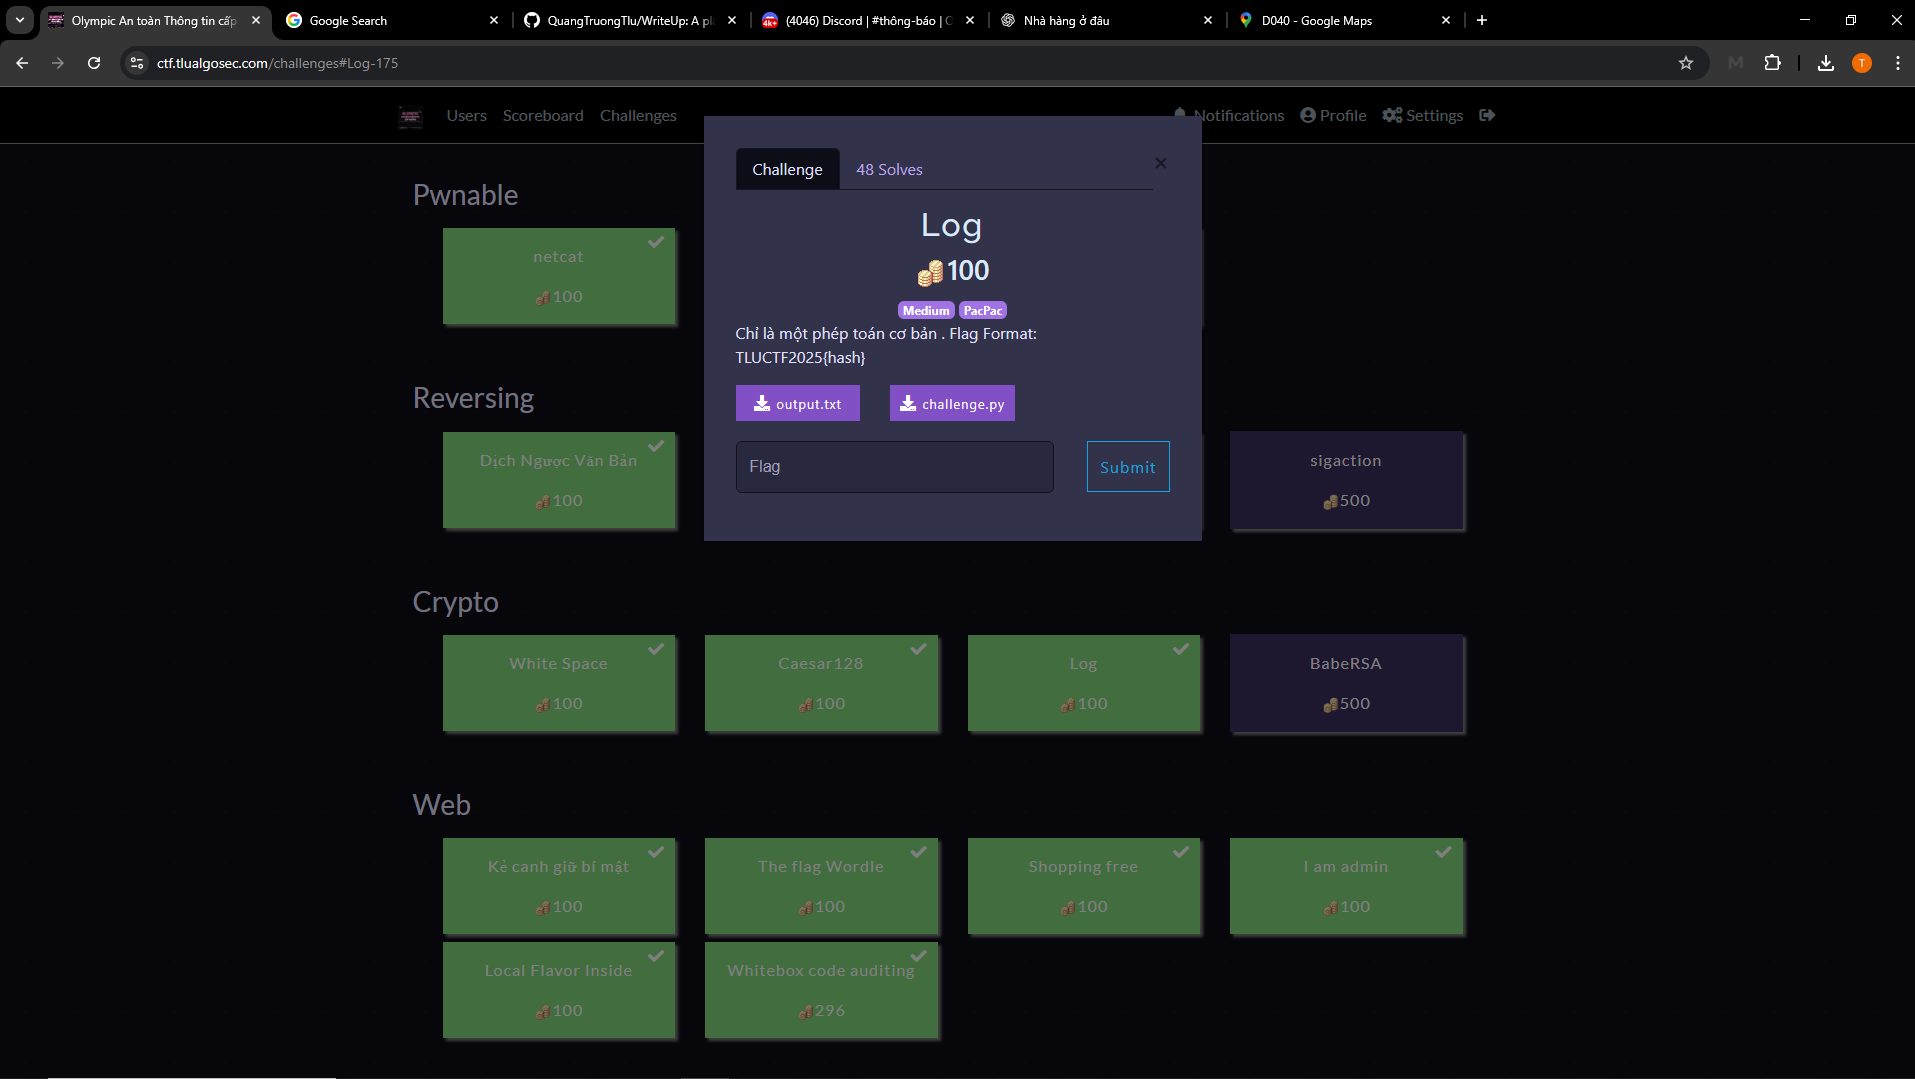 Olympic An toàn Thông tin cấp
Google Search
QuangTruongTlu/WriteUp: A pl
(4046) Discord | #thông-báo | C
Nhà hàng ở đâu
D040 - Google Maps
ctf.tlualgosec.com/challenges#Log-175
M
T
Users
Scoreboard
Challenges
Notifications
Profile
Settings
Challenge
48 Solves
Log
100
Medium
PacPac
Chỉ là một phép toán cơ bản . Flag Format:
TLUCTF2025{hash}
output.txt
challenge.py
Flag
Submit
Pwnable
netcat
100
Reversing
Dịch Ngược Văn Bản
100
sigaction
500
Crypto
White Space
100
Caesar128
100
Log
100
BabeRSA
500
Web
Kẻ canh giữ bí mật
100
The flag Wordle
100
Shopping free
100
I am admin
100
Local Flavor Inside
100
Whitebox code auditing
296